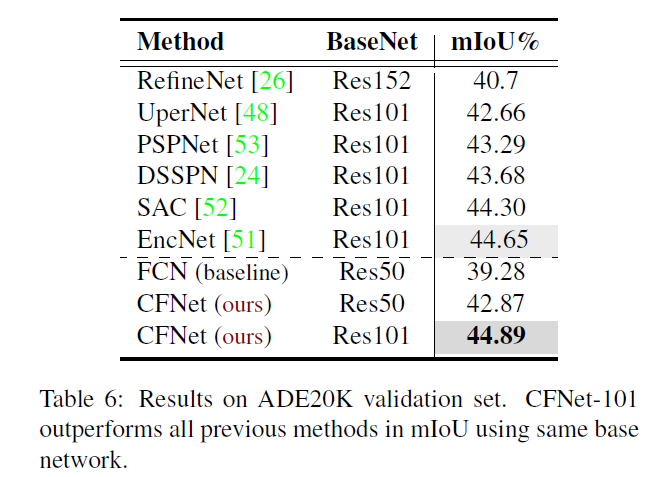 Method BaseNet mIoU%
RefineNet [26] Res152 40.7
UperNet [48] Res101 42.66
PSPNet [53] Res101 43.29
DSSPN [24] Res101 43.68
SAC [52] Res101 44.30
EncNet [51] Res101 44.65
FCN (baseline) Res50 39.28
CFNet (ours) Res50 42.87
CFNet (ours) Res101 44.89
Table 6: Results on ADE20K validation set. CFNet-101
outperforms all previous methods in mIoU using same base
network.